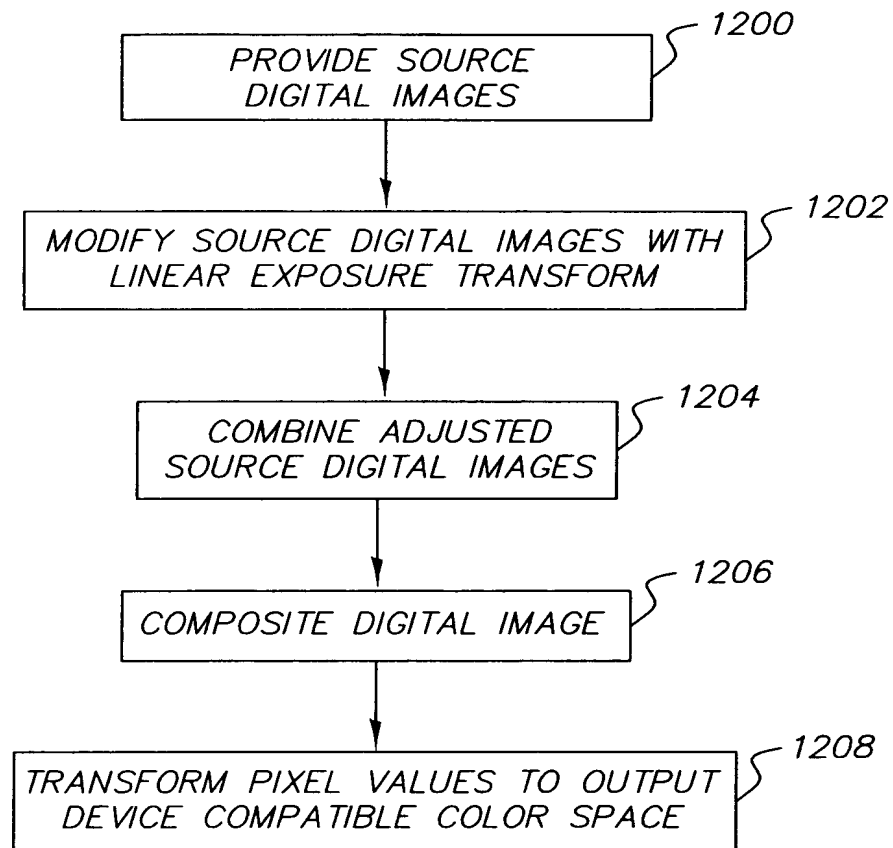 1200
PROVIDE SOURCE
DIGITAL IMAGES
1202
MODIFY SOURCE DIGITAL IMAGES WITH
LINEAR EXPOSURE TRANSFORM
1204
COMBINE ADJUSTED
SOURCE DIGITAL IMAGES
1206
COMPOSITE DIGITAL IMAGE
1208
TRANSFORM PIXEL VALUES TO OUTPUT
DEVICE COMPATIBLE COLOR SPACE